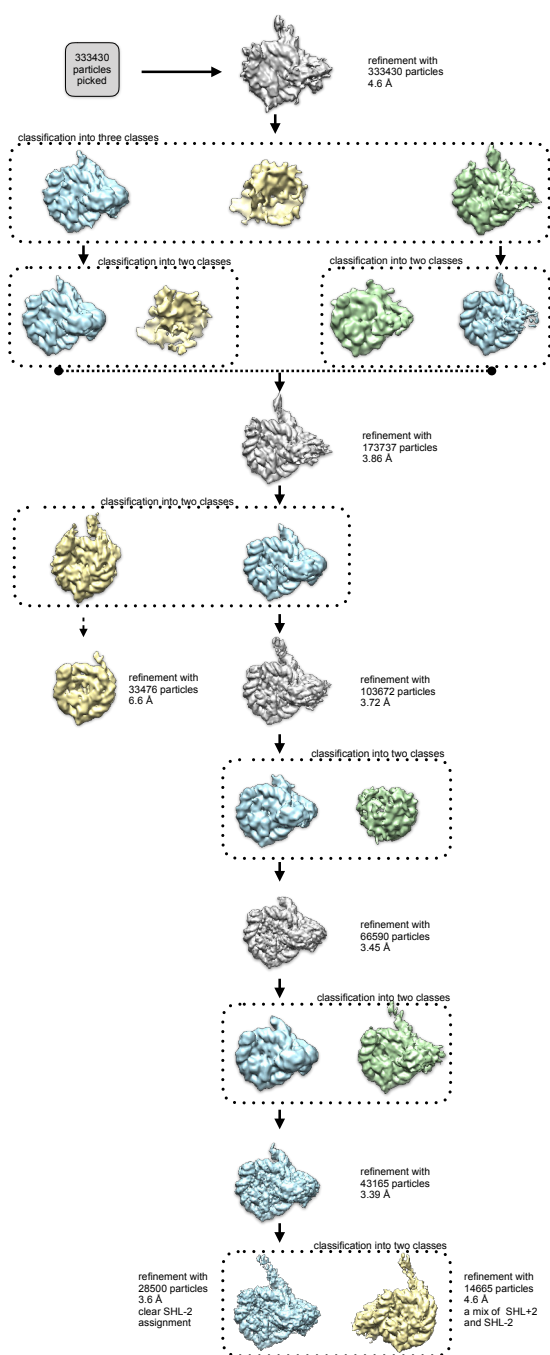 333430
particles
picked
refinement with
333430 particles
4.6 Å
classification into three classes
classification into two classes
classification into two classes
refinement with
173737 particles
3.86 Å
classification into two classes
refinement with
33476 particles
6.6 Å
refinement with
103672 particles
3.72 Å
classification into two classes
refinement with
66590 particles
3.45 Å
classification into two classes
refinement with
43165 particles
3.39 Å
classification into two classes
refinement with
28500 particles
3.6 Å
clear SHL-2
assignment
refinement with
14665 particles
4.6 Å
a mix of SHL+2
and SHL-2